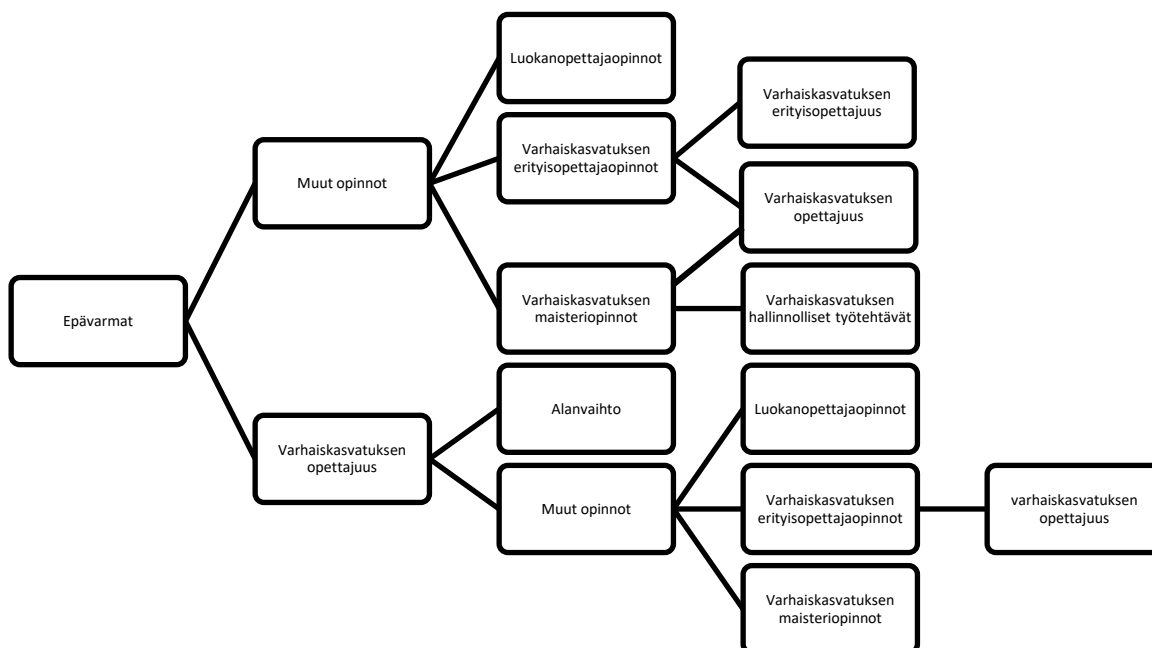 Luokanopettajaopinnot
Varhaiskasvatuksen
erityisopettajuus
Varhaiskasvatuksen
erityisopettajaopinnot
Muut opinnot
Varhaiskasvatuksen
opettajuus
Varhaiskasvatuksen
maisteriopinnot
Varhaiskasvatuksen
hallinnolliset työtehtävät
Epävarmat
Alanvaihto
Luokanopettajaopinnot
Varhaiskasvatuksen
opettajuus
Muut opinnot
Varhaiskasvatuksen
erityisopettajaopinnot
varhaiskasvatuksen
opettajuus
Varhaiskasvatuksen
maisteriopinnot